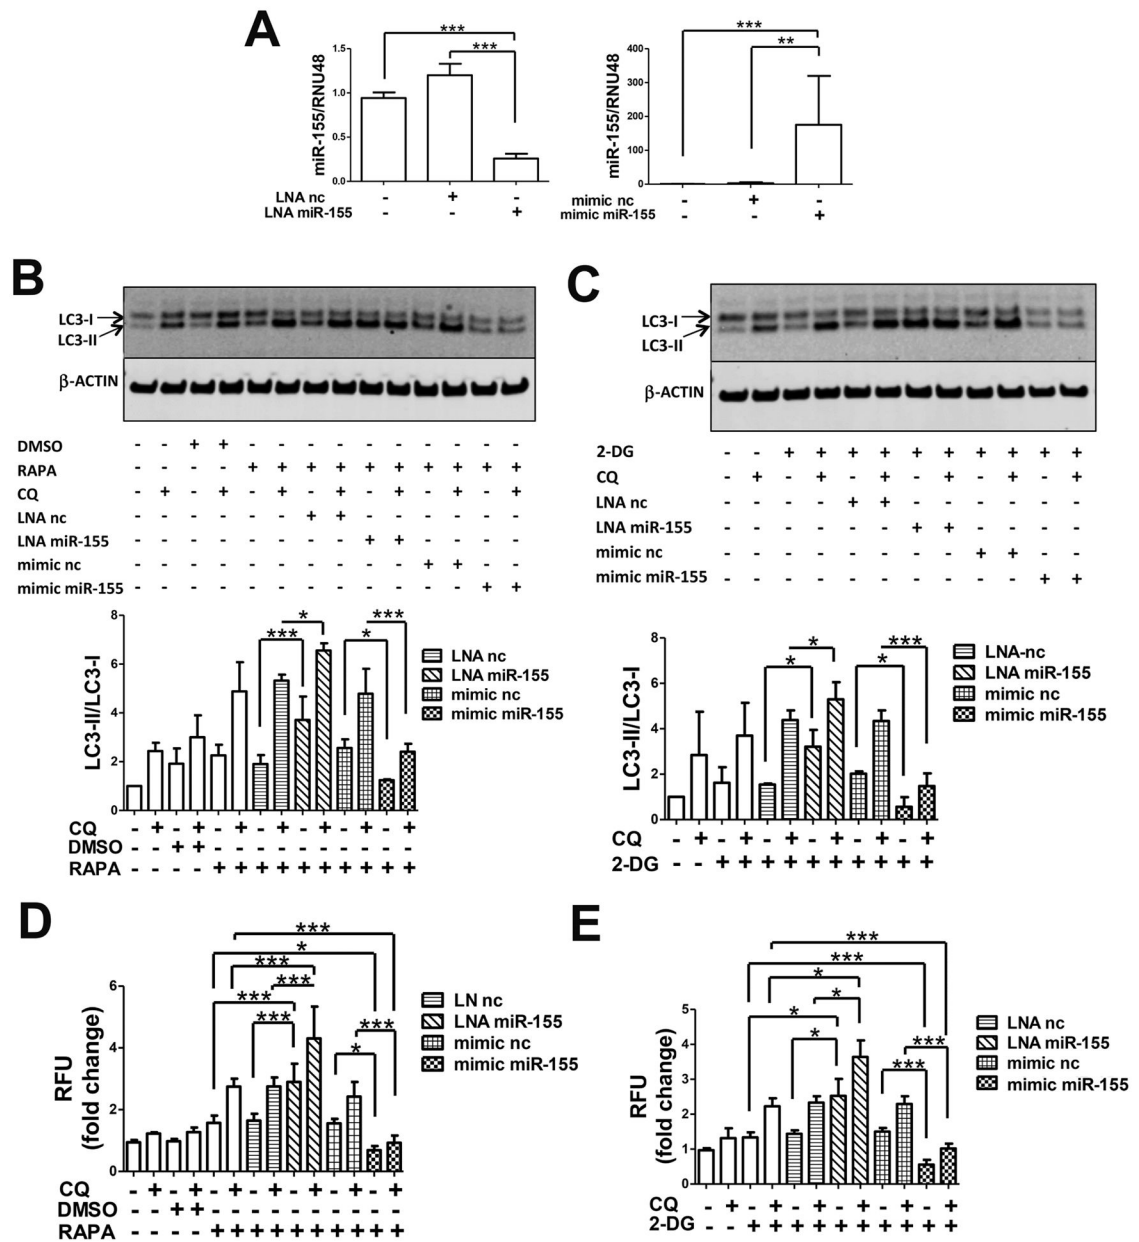 A
***
***
miR-155/RNU48
1.5
1.0
0.5
0.0
LNA nc - + -
LNA miR-155 - - +
***
**
miR-155/RNU48
400
300
200
100
0
mimic nc - + -
mimic miR-155 - - +
B
LC3-I
LC3-II
β-ACTIN
DMSO - - + + - - - - - - - - - -
RAPA - - - - + + + + + + + + + +
CQ - + - + - + - + - + - + - +
LNA nc - - - - - - + + - - - - - -
LNA miR-155 - - - - - - - - + + - - - -
mimic nc - - - - - - - - - - + + - -
mimic miR-155 - - - - - - - - - - - - + +
LC3-II/LC3-I
8
6
4
2
0
* ***
*** *
LNA nc
LNA miR-155
mimic nc
mimic miR-155
CQ - + - + - + - + - + - + - +
DMSO - - + + - - - - - - - - - -
RAPA - - - - + + + + + + + + + +
C
LC3-I
LC3-II
β-ACTIN
2-DG - - + + + + + + + + + +
CQ - + - + - + - + - + - +
LNA nc - - - - + + - - - - - -
LNA miR-155 - - - - - - + + - - - -
mimic nc - - - - - - - - + + - -
mimic miR-155 - - - - - - - - - - + +
LC3-II/LC3-I
8
6
4
2
0
* ***
* *
LNA-nc
LNA miR-155
mimic nc
mimic miR-155
CQ - + - + - + - + - + - +
2-DG - - + + + + + + + + + +
D
RFU
(fold change)
6
4
2
0
***
*
***
***
***
***
***
*
LN nc
LNA miR-155
mimic nc
mimic miR-155
CQ - + - + - + - + - + - + - +
DMSO - - + + - - - - - - - - - -
RAPA - - - - + + + + + + + + + +
E
RFU
(fold change)
5
4
3
2
1
0
***
***
*
*
*
*
***
***
LNA nc
LNA miR-155
mimic nc
mimic miR-155
CQ - + - + - + - + - + - +
2-DG - - + + + + + + + + + +